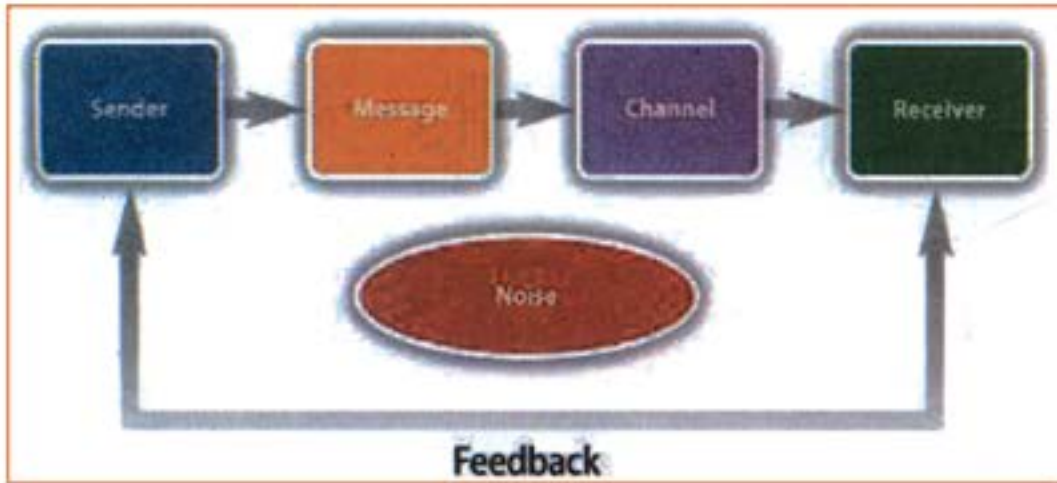 Sender
Message
Channel
Receiver
Noise
Feedback